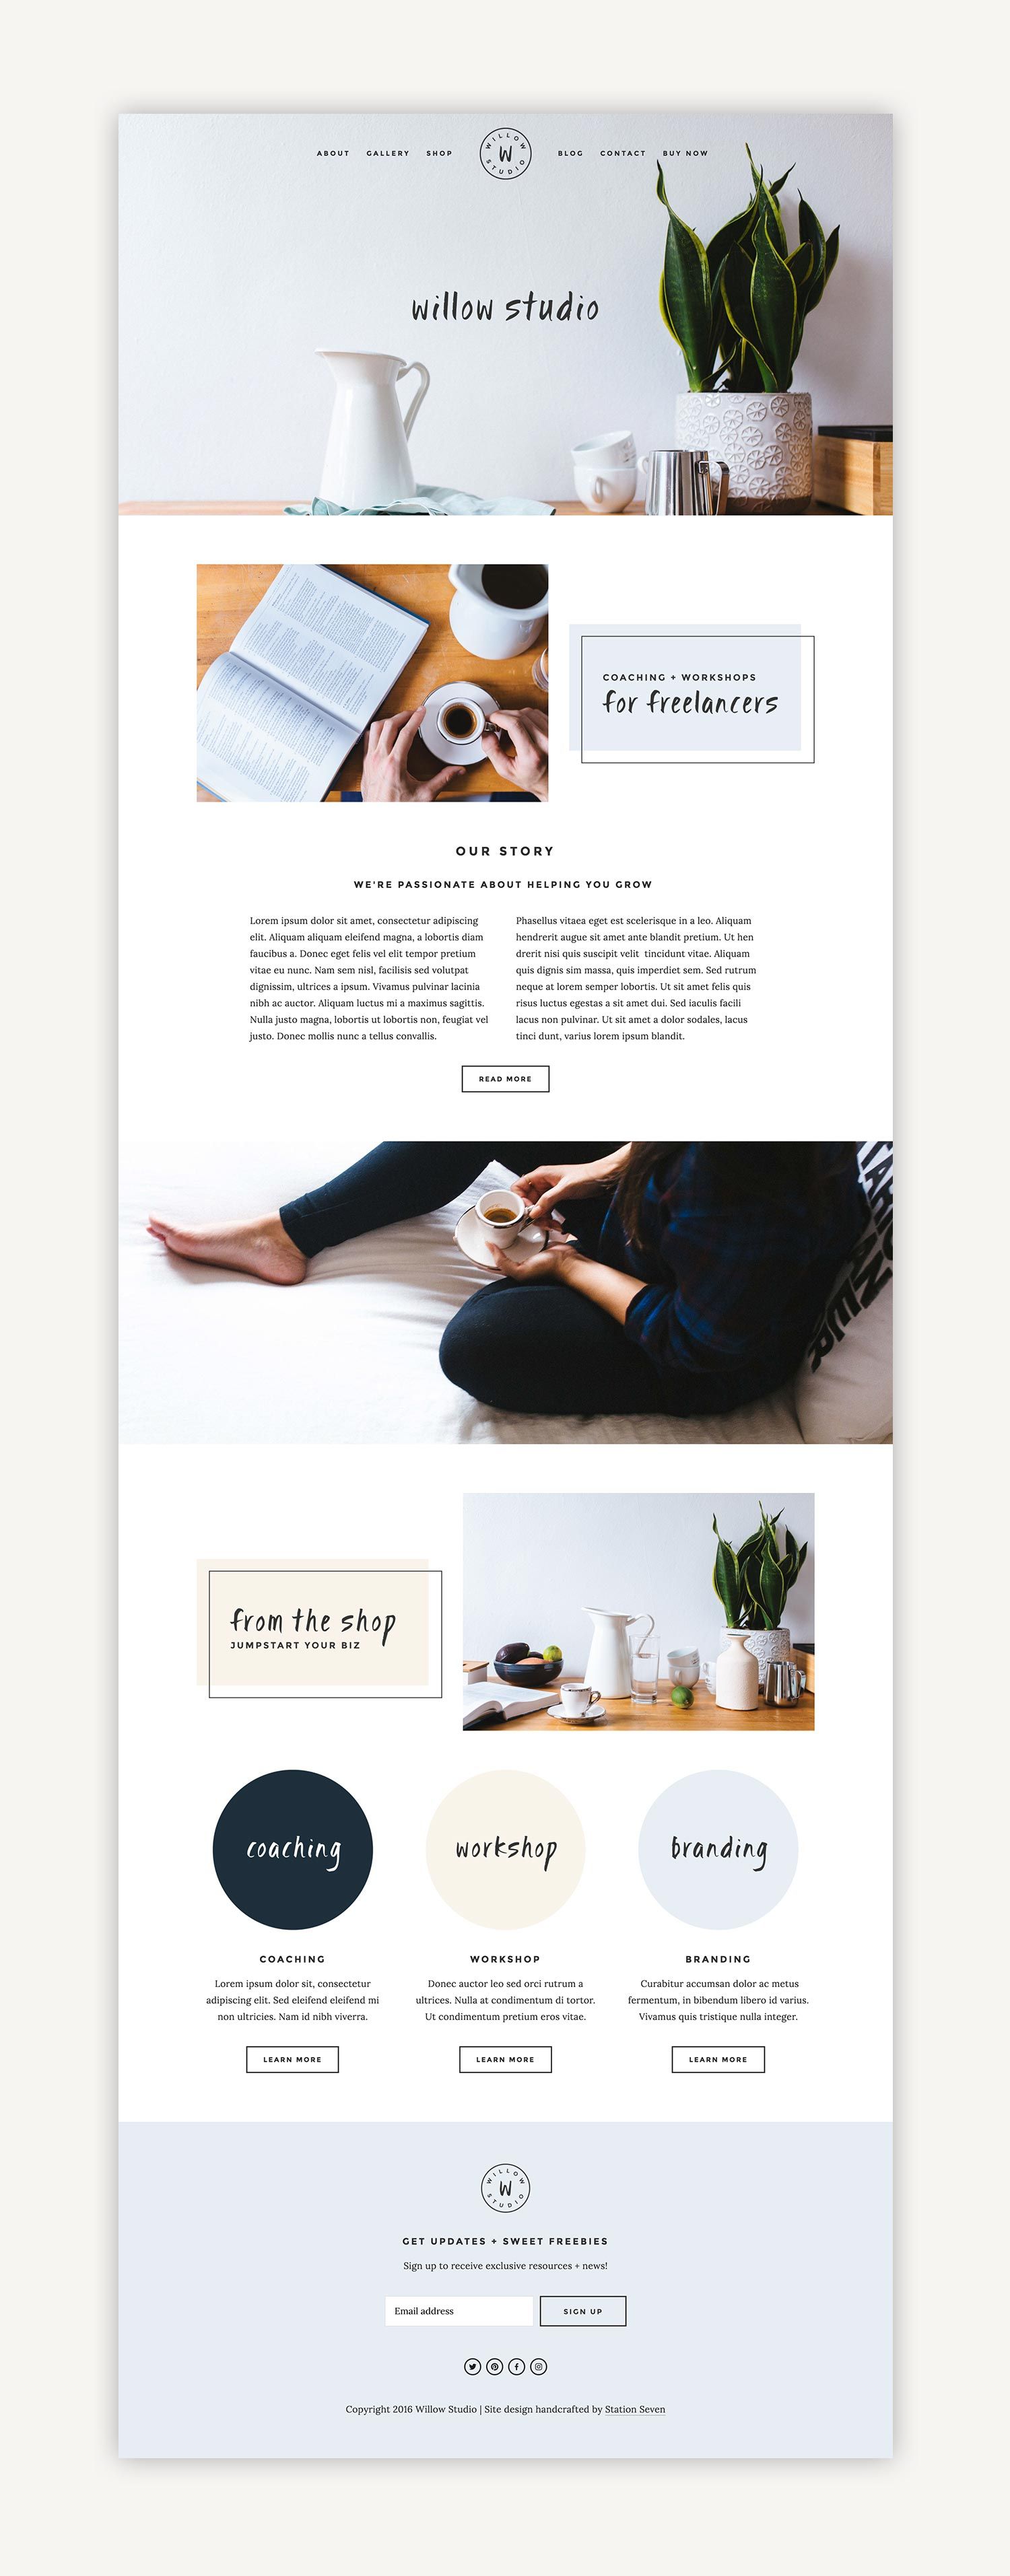 ABOUT GALLERY SHOP
WILLOW STUDIO
W
BLOG CONTACT BUY NOW
willow studio
COACHING + WORKSHOPS
for freelancers
OUR STORY
WE'RE PASSIONATE ABOUT HELPING YOU GROW
Lorem ipsum dolor sit amet, consectetur adipiscing
elit. Aliquam aliquam eleifend magna, a lobortis diam
faucibus a. Donec eget felis vel elit tempor pretium
vitae eu nunc. Nam sem nisl, facilisis sed volutpat
dignissim, ultrices a ipsum. Vivamus pulvinar lacinia
nibh ac auctor. Aliquam luctus mi a maximus sagittis.
Nulla justo magna, lobortis ut lobortis non, feugiat vel
justo. Donec mollis nunc a tellus convallis.
Phasellus vitaea eget est scelerisque in a leo. Aliquam
hendrerit augue sit amet ante blandit pretium. Ut hen
drerit nisi quis suscipit velit tincidunt vitae. Aliquam
quis dignis sim massa, quis imperdiet sem. Sed rutrum
neque at lorem semper lobortis. Ut sit amet felis quis
risus luctus egestas a sit amet dui. Sed iaculis facili
lacus non pulvinar. Ut sit amet a dolor sodales, lacus
tinci dunt, varius lorem ipsum blandit.
READ MORE
from the shop
JUMPSTART YOUR BIZ
coaching
workshop
branding
COACHING
Lorem ipsum dolor sit, consectetur
adipiscing elit. Sed eleifend eleifend mi
non ultricies. Nam id nibh viverra.
LEARN MORE
WORKSHOP
Donec auctor leo sed orci rutrum a
ultrices. Nulla at condimentum di tortor.
Ut condimentum pretium eros vitae.
LEARN MORE
BRANDING
Curabitur accumsan dolor ac metus
fermentum, in bibendum libero id varius.
Vivamus quis tristique nulla integer.
LEARN MORE
WILLOW STUDIO
W
GET UPDATES + SWEET FREEBIES
Sign up to receive exclusive resources + news!
Email address
SIGN UP
Copyright 2016 Willow Studio | Site design handcrafted by Station Seven